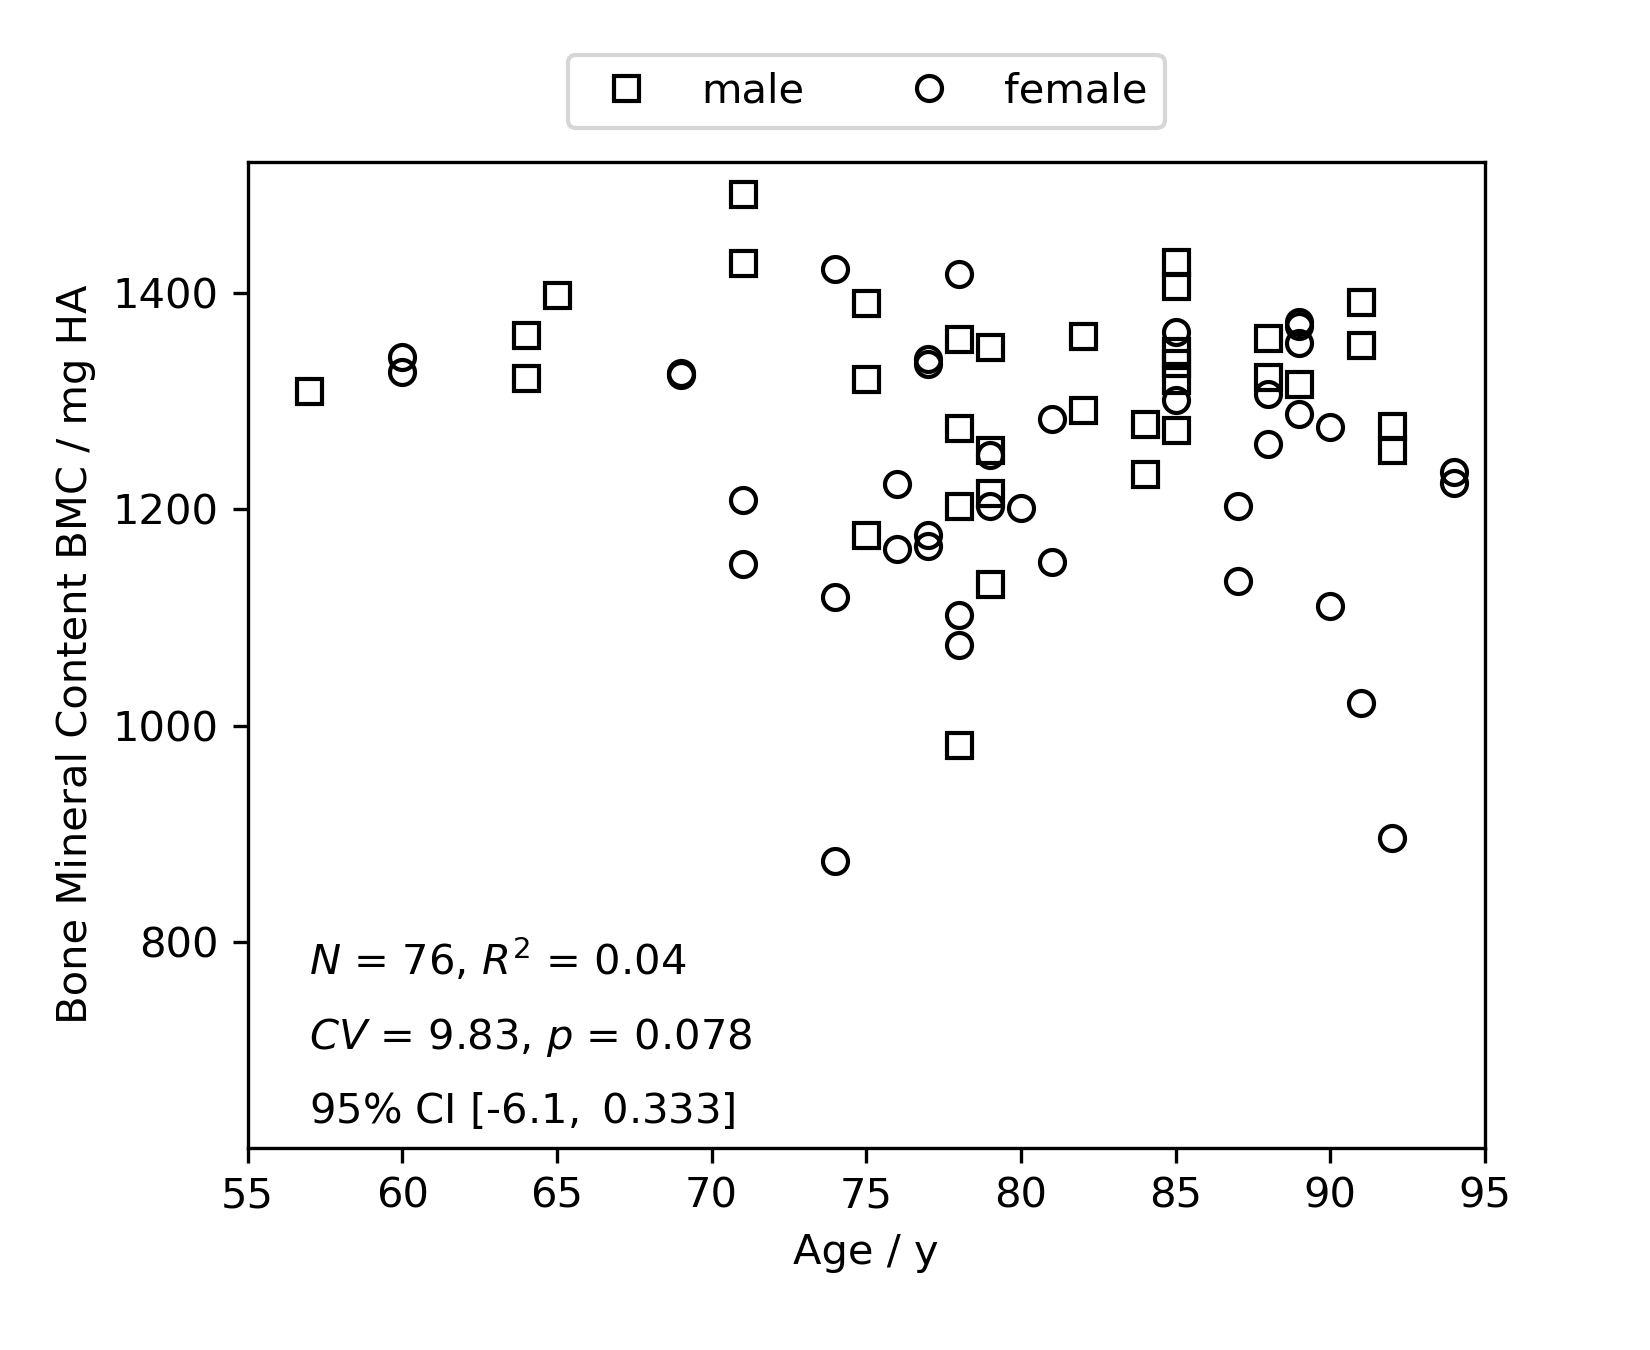 male female
Bone Mineral Content BMC / mg HA
1400
1200
1000
800
N = 76, R² = 0.04
CV = 9.83, p = 0.078
95% CI [-6.1, 0.333]
55 60 65 70 75 80 85 90 95
Age / y